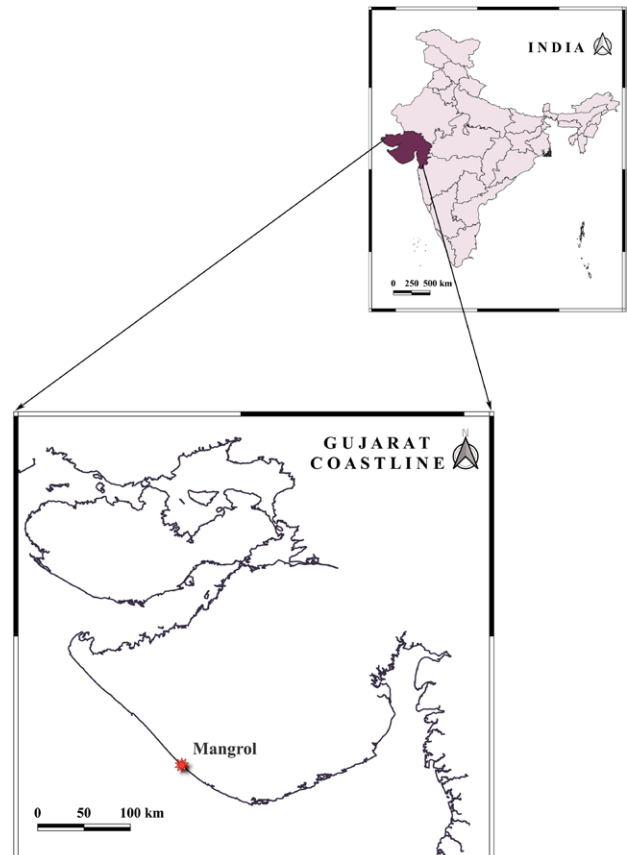 INDIA
0 250 500 km
N
GUJARAT
COASTLINE
Mangrol
0 50 100 km